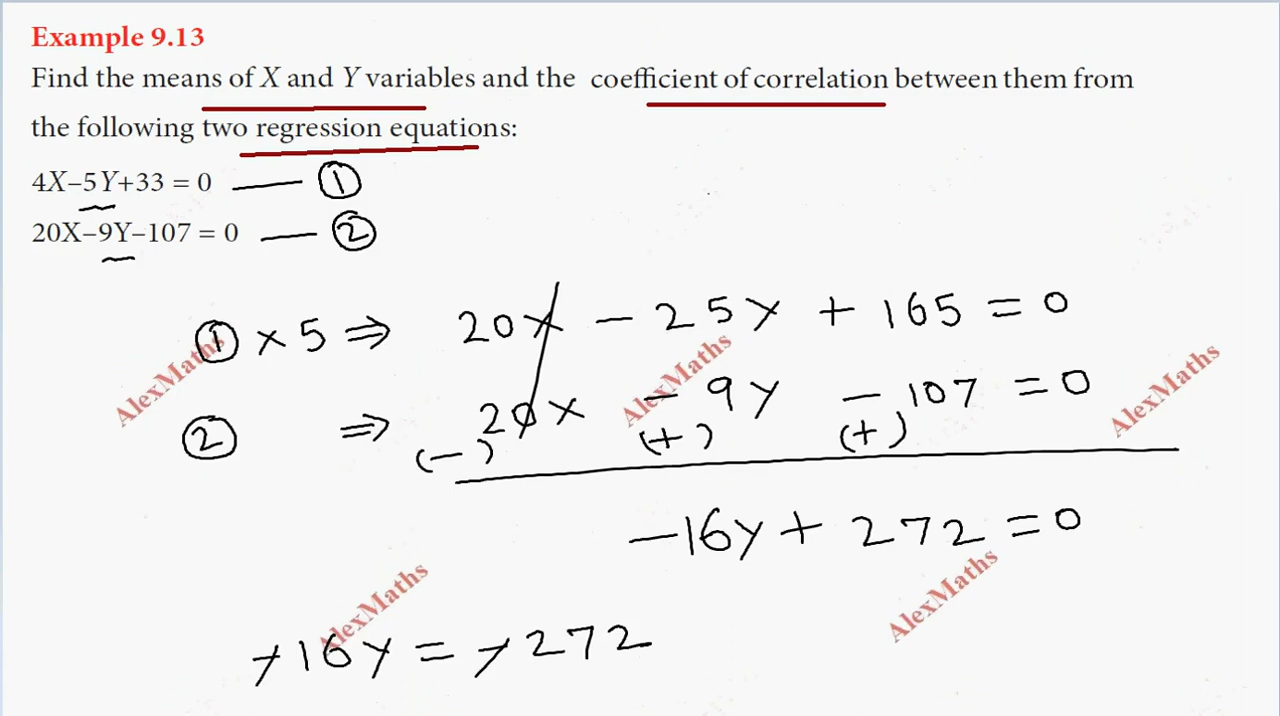 Example 9.13
Find the means of X and Y variables and the coefficient of correlation between them from
the following two regression equations:
4X–5Y+33 = 0 —— ①
20X–9Y–107 = 0 —— ②
① × 5 ⇒ 20x – 25y + 165 = 0
② ⇒ 20x – 9y – 107 = 0
(–) (+) (+)
–16y + 272 = 0
–16y = –272
AlexMaths
AlexMaths
AlexMaths
AlexMaths
AlexMaths